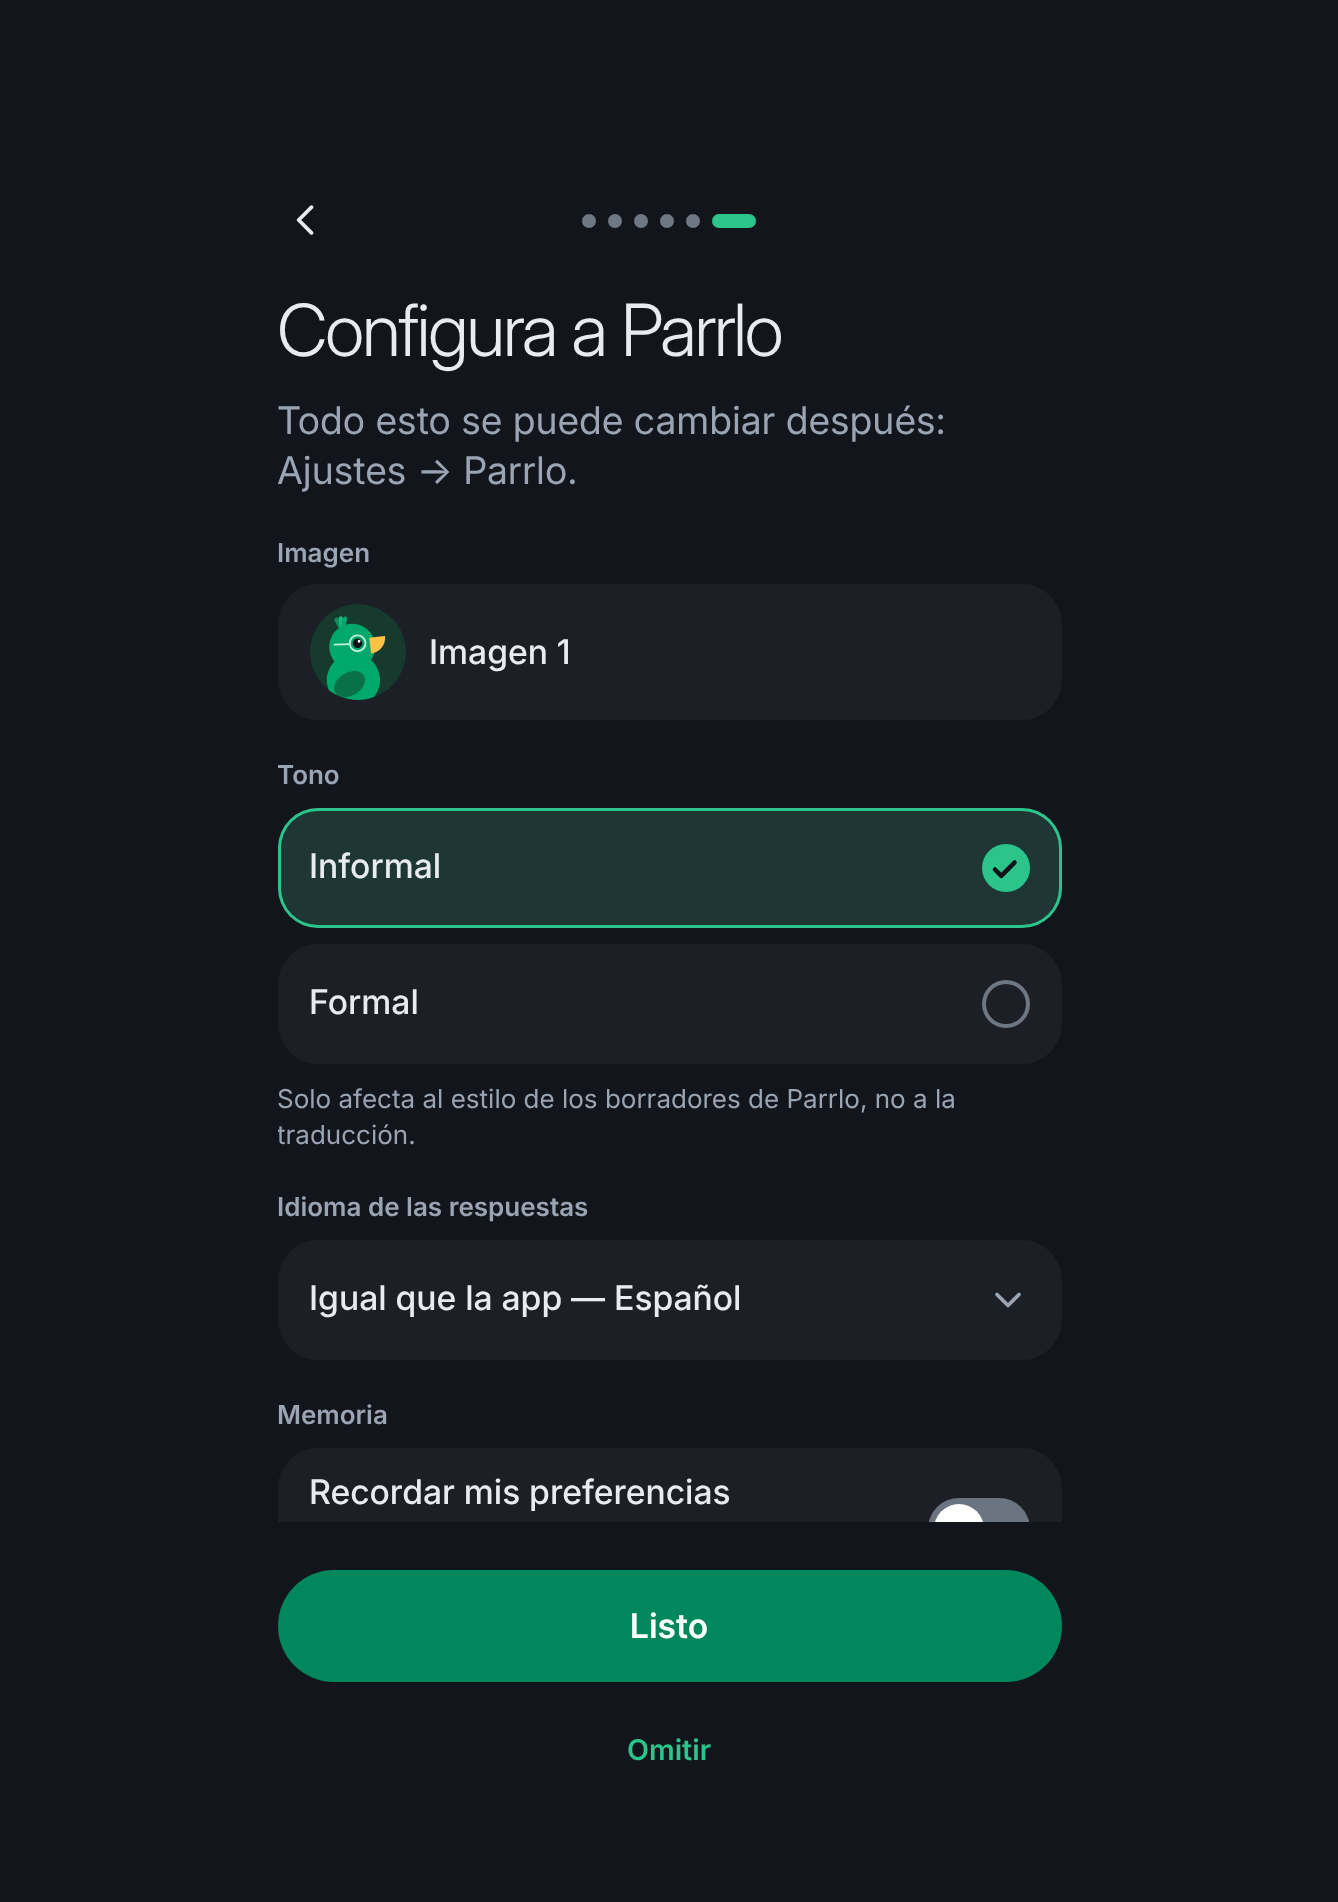 Configura a Parrlo
Todo esto se puede cambiar después:
Ajustes → Parrlo.
Imagen
Imagen 1
Tono
Informal
Formal
Solo afecta al estilo de los borradores de Parrlo, no a la
traducción.
Idioma de las respuestas
Igual que la app — Español
Memoria
Recordar mis preferencias
Listo
Omitir